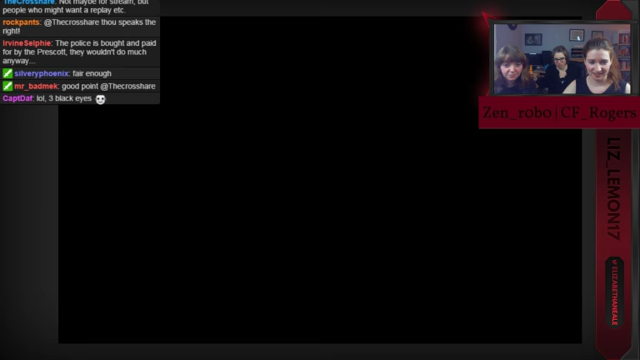 TheCrosshare: Not maybe for stream, but
people who might want a replay etc.
rockpants: @Thecrosshare thou speaks the
right!
IrvineSelphie: The police is bought and paid
for by the Prescott, they wouldn't do much
anyway...
silveryphoenix: fair enough
mr_badmek: good point @Thecrosshare
CaptDaf: lol, 3 black eyes
Zen_robo|CF_Rogers
LIZ_LEMON17